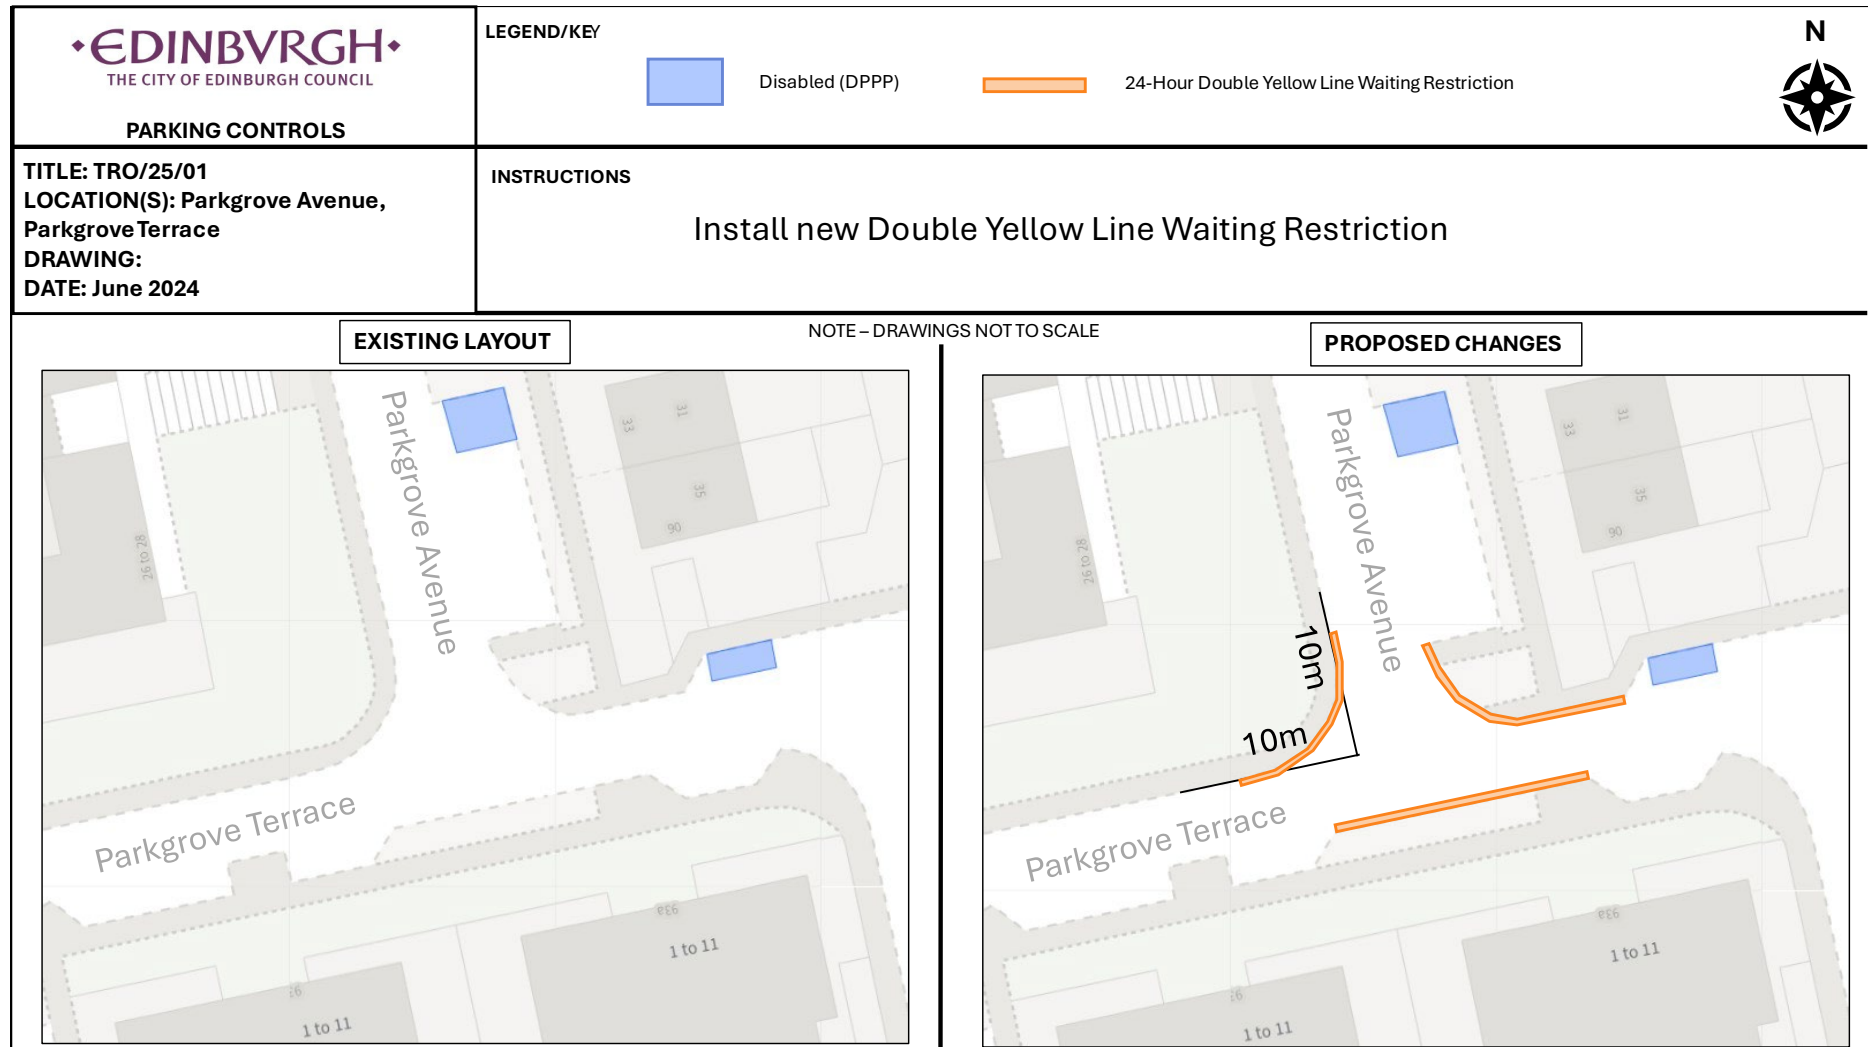 EDINBVRGH
THE CITY OF EDINBURGH COUNCIL
PARKING CONTROLS
LEGEND/KEY
Disabled (DPPP)
24-Hour Double Yellow Line Waiting Restriction
N
TITLE: TRO/25/01
LOCATION(S): Parkgrove Avenue,
Parkgrove Terrace
DRAWING:
DATE: June 2024
INSTRUCTIONS
Install new Double Yellow Line Waiting Restriction
NOTE – DRAWINGS NOT TO SCALE
EXISTING LAYOUT
Parkgrove Avenue
33
31
35
90
26 to 28
Parkgrove Terrace
93a
1 to 11
93
1 to 11
PROPOSED CHANGES
Parkgrove Avenue
33
31
35
90
26 to 28
10m
10m
Parkgrove Terrace
93a
1 to 11
93
1 to 11